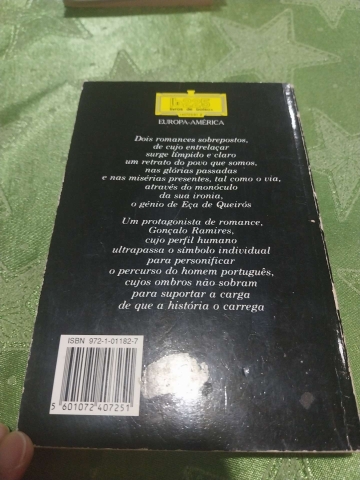 EUROPA-AMÉRICA
Dois romances sobrepostos,
de cujo entrelaçar
surge límpido e claro
um retrato do povo que somos,
nas glórias passadas
e nas misérias presentes, tal como o via,
através do monóculo
da sua ironia,
o génio de Eça de Queirós
Um protagonista de romance,
Gonçalo Ramires,
cujo perfil humano
ultrapassa o símbolo individual
para personificar
o percurso do homem português,
cujos ombros não sobram
para suportar a carga
de que a história o carrega
ISBN 972-1-01182-7
5 601072 407251